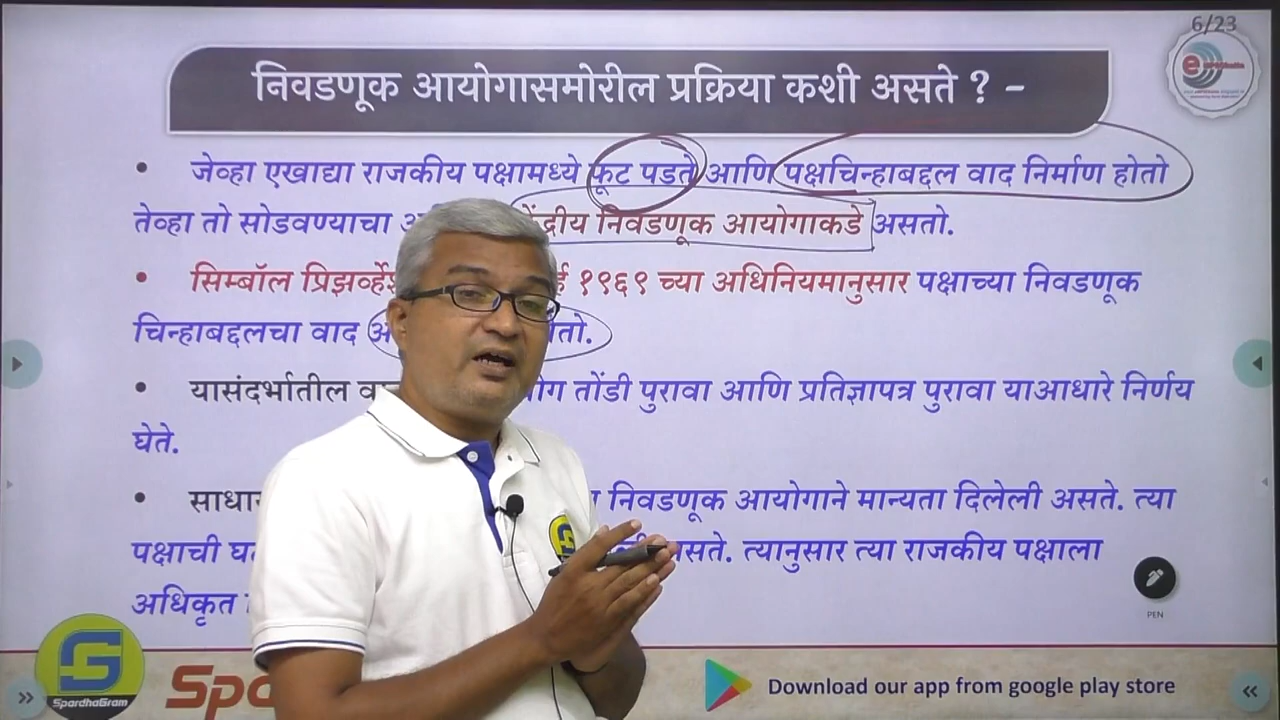 6/23
निवडणूक आयोगासमोरील प्रक्रिया कशी असते ? -
• जेव्हा एखाद्या राजकीय पक्षामध्ये फूट पडते आणि पक्षचिन्हाबद्दल वाद निर्माण होतो
तेव्हा तो सोडवण्याचा निवडणूक आयोगाकडे असतो.
• सिम्बॉल १९६९ च्या अधिनियमानुसार पक्षाच्या निवडणूक
चिन्हाबद्दलचा वाद
• यासंदर्भातील तोंडी पुरावा आणि प्रतिज्ञापत्र पुरावा याआधारे निर्णय
घेते.
• निवडणूक आयोगाने मान्यता दिलेली असते. त्या
पक्षाची त्यानुसार त्या राजकीय पक्षाला
अधिकृत
PEN
SpardhaGram
Download our app from google play store